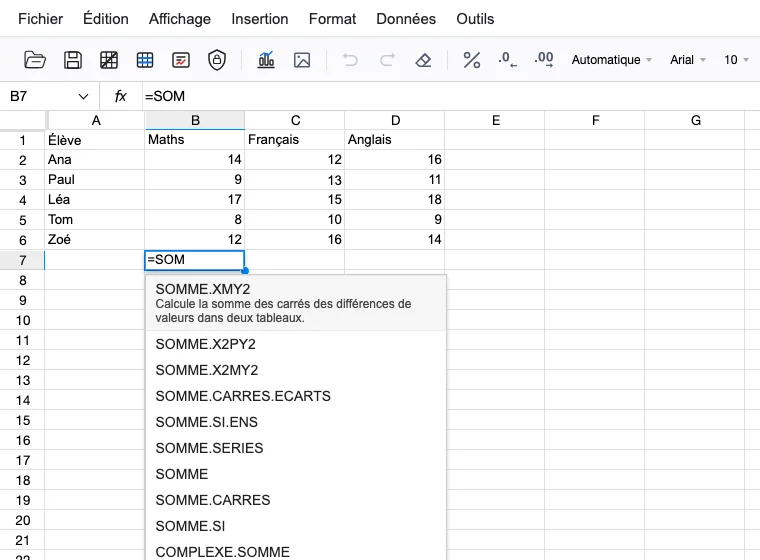 Fichier Édition Affichage Insertion Format Données Outils
% .0 .00 Automatique Arial 10
B7 fx =SOM
A B C D E F G
1 Élève Maths Français Anglais
2 Ana 14 12 16
3 Paul 9 13 11
4 Léa 17 15 18
5 Tom 8 10 9
6 Zoé 12 16 14
7 =SOM
8 SOMME.XMY2
9 Calcule la somme des carrés des différences de
10 valeurs dans deux tableaux.
11 SOMME.X2PY2
12 SOMME.X2MY2
13
14 SOMME.CARRES.ECARTS
15 SOMME.SI.ENS
16 SOMME.SERIES
17
18 SOMME
19 SOMME.CARRES
20 SOMME.SI
21
22 COMPLEXE.SOMME